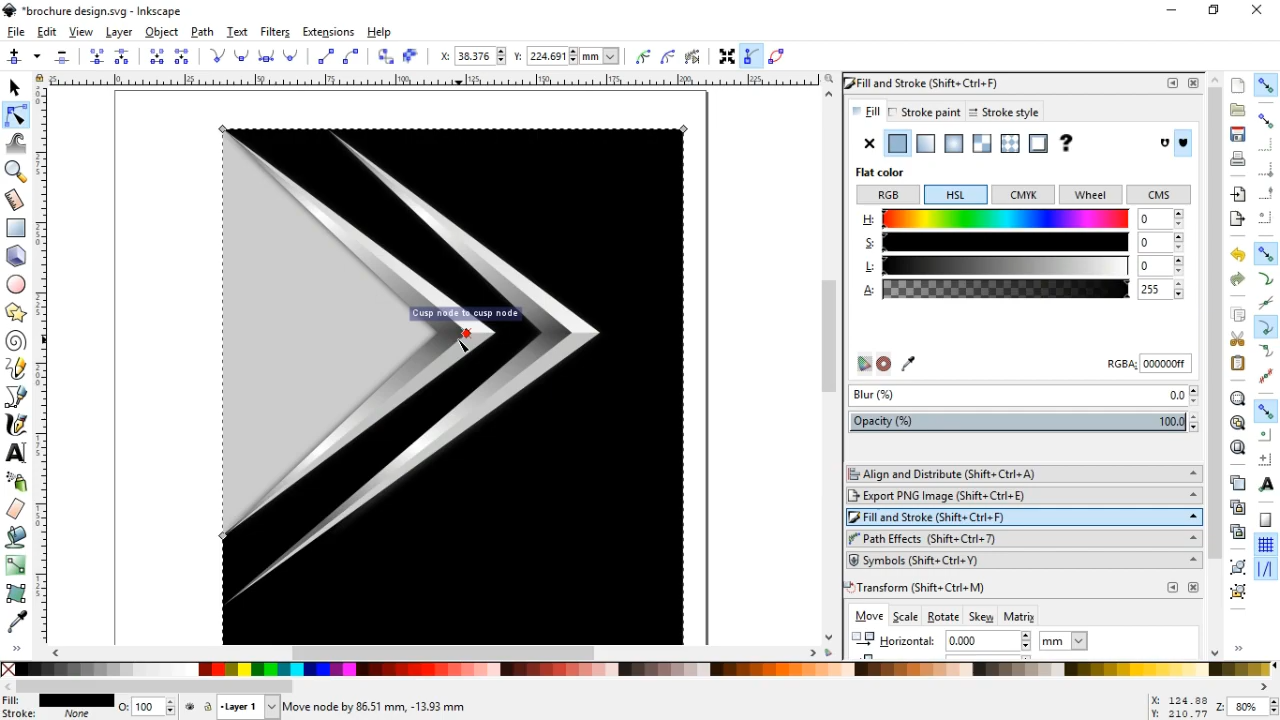 *brochure design.svg - Inkscape
File Edit View Layer Object Path Text Filters Extensions Help
X: 38.376 Y: 224.691 mm
Fill and Stroke (Shift+Ctrl+F)
Fill Stroke paint Stroke style
?
Flat color
RGB HSL CMYK Wheel CMS
H: 0
S: 0
L: 0
A: 255
RGBA: 000000ff
Blur (%) 0.0
Opacity (%) 100.0
Cusp node to cusp node
Align and Distribute (Shift+Ctrl+A)
Export PNG Image (Shift+Ctrl+E)
Fill and Stroke (Shift+Ctrl+F)
Path Effects (Shift+Ctrl+7)
Symbols (Shift+Ctrl+Y)
Transform (Shift+Ctrl+M)
Move Scale Rotate Skew Matrix
Horizontal: 0.000 mm
Fill:
Stroke: None
O: 100
Layer 1
Move node by 86.51 mm, -13.93 mm
X: 124.88
Y: 210.77
Z: 80%